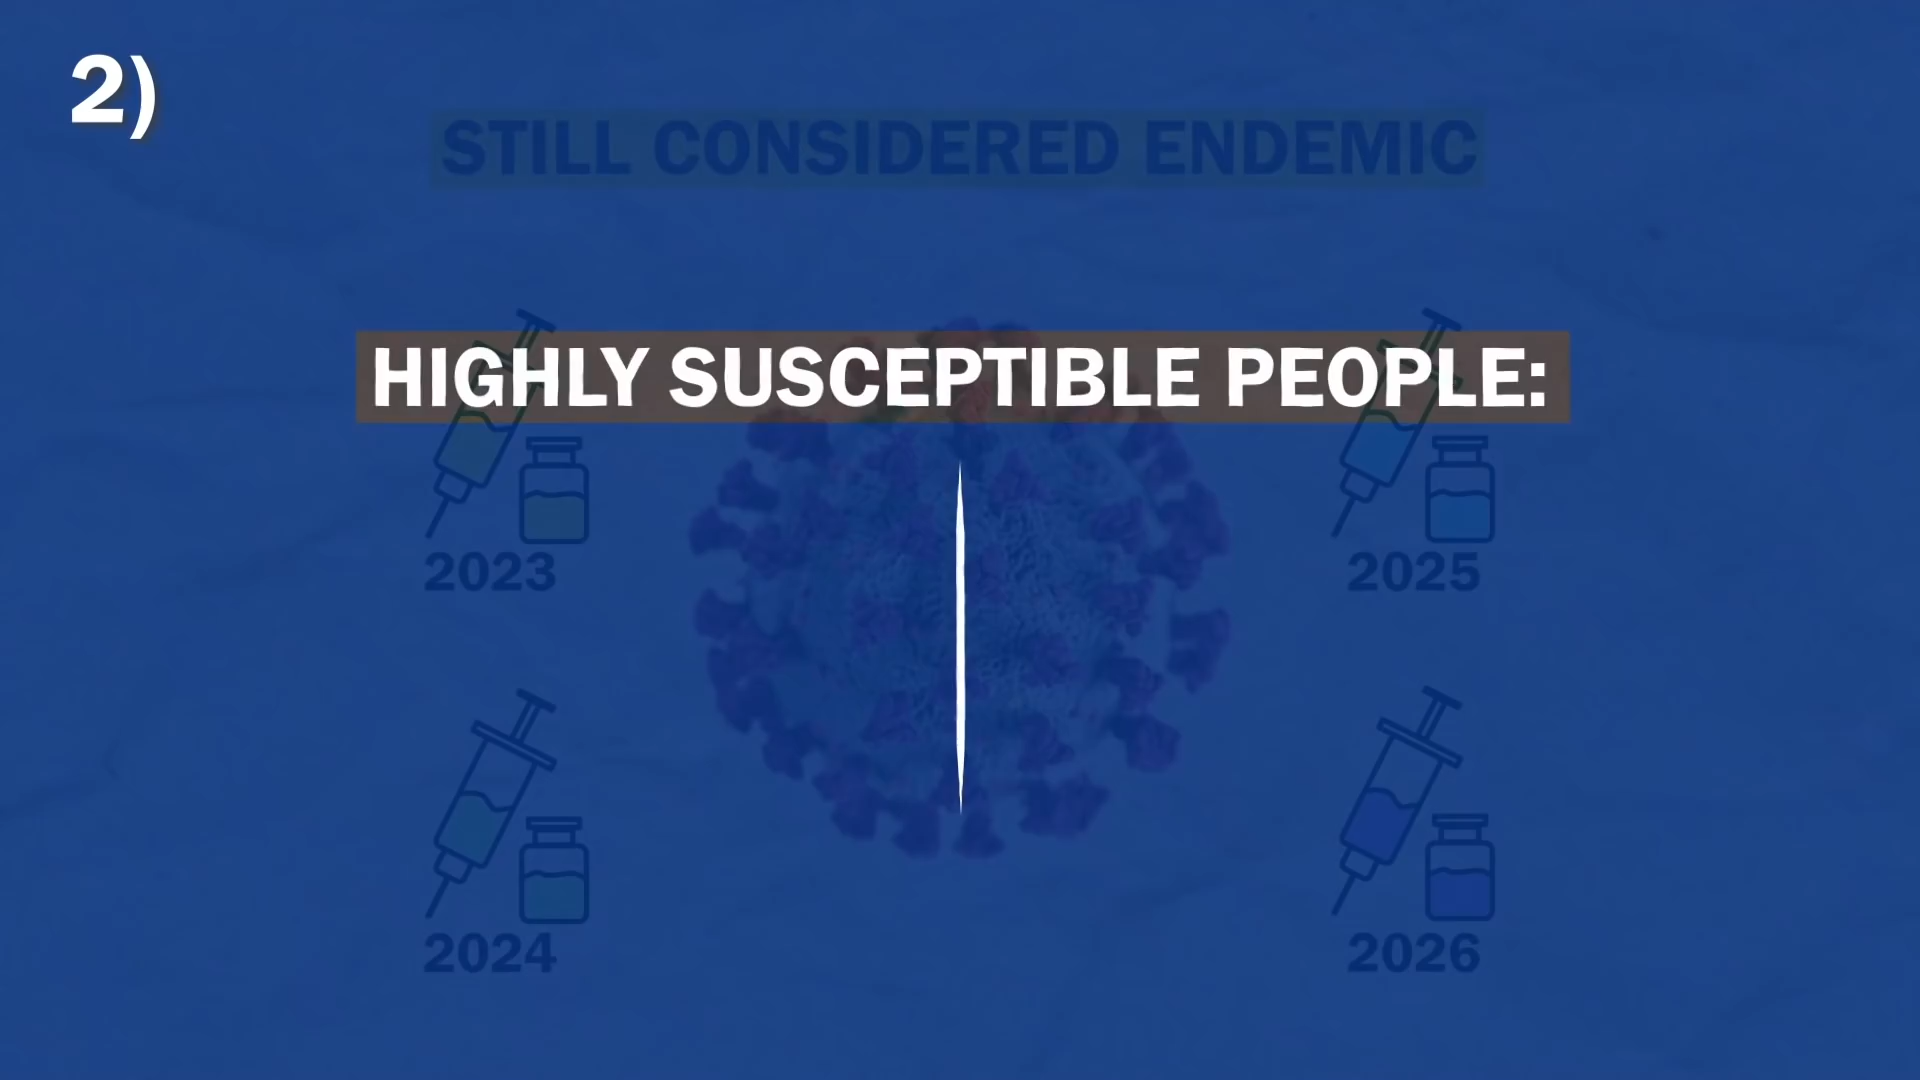 2)
STILL CONSIDERED ENDEMIC
HIGHLY SUSCEPTIBLE PEOPLE:
2023
2025
2024
2026